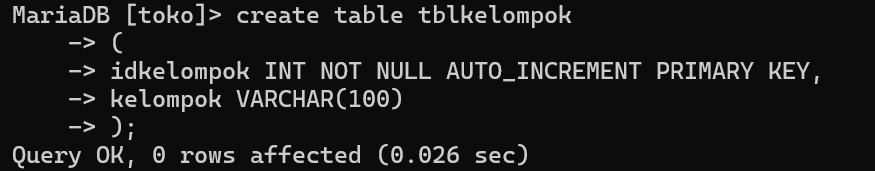 MariaDB [toko]> create table tblkelompok
    -> (
    -> idkelompok INT NOT NULL AUTO_INCREMENT PRIMARY KEY,
    -> kelompok VARCHAR(100)
    -> );
Query OK, 0 rows affected (0.026 sec)